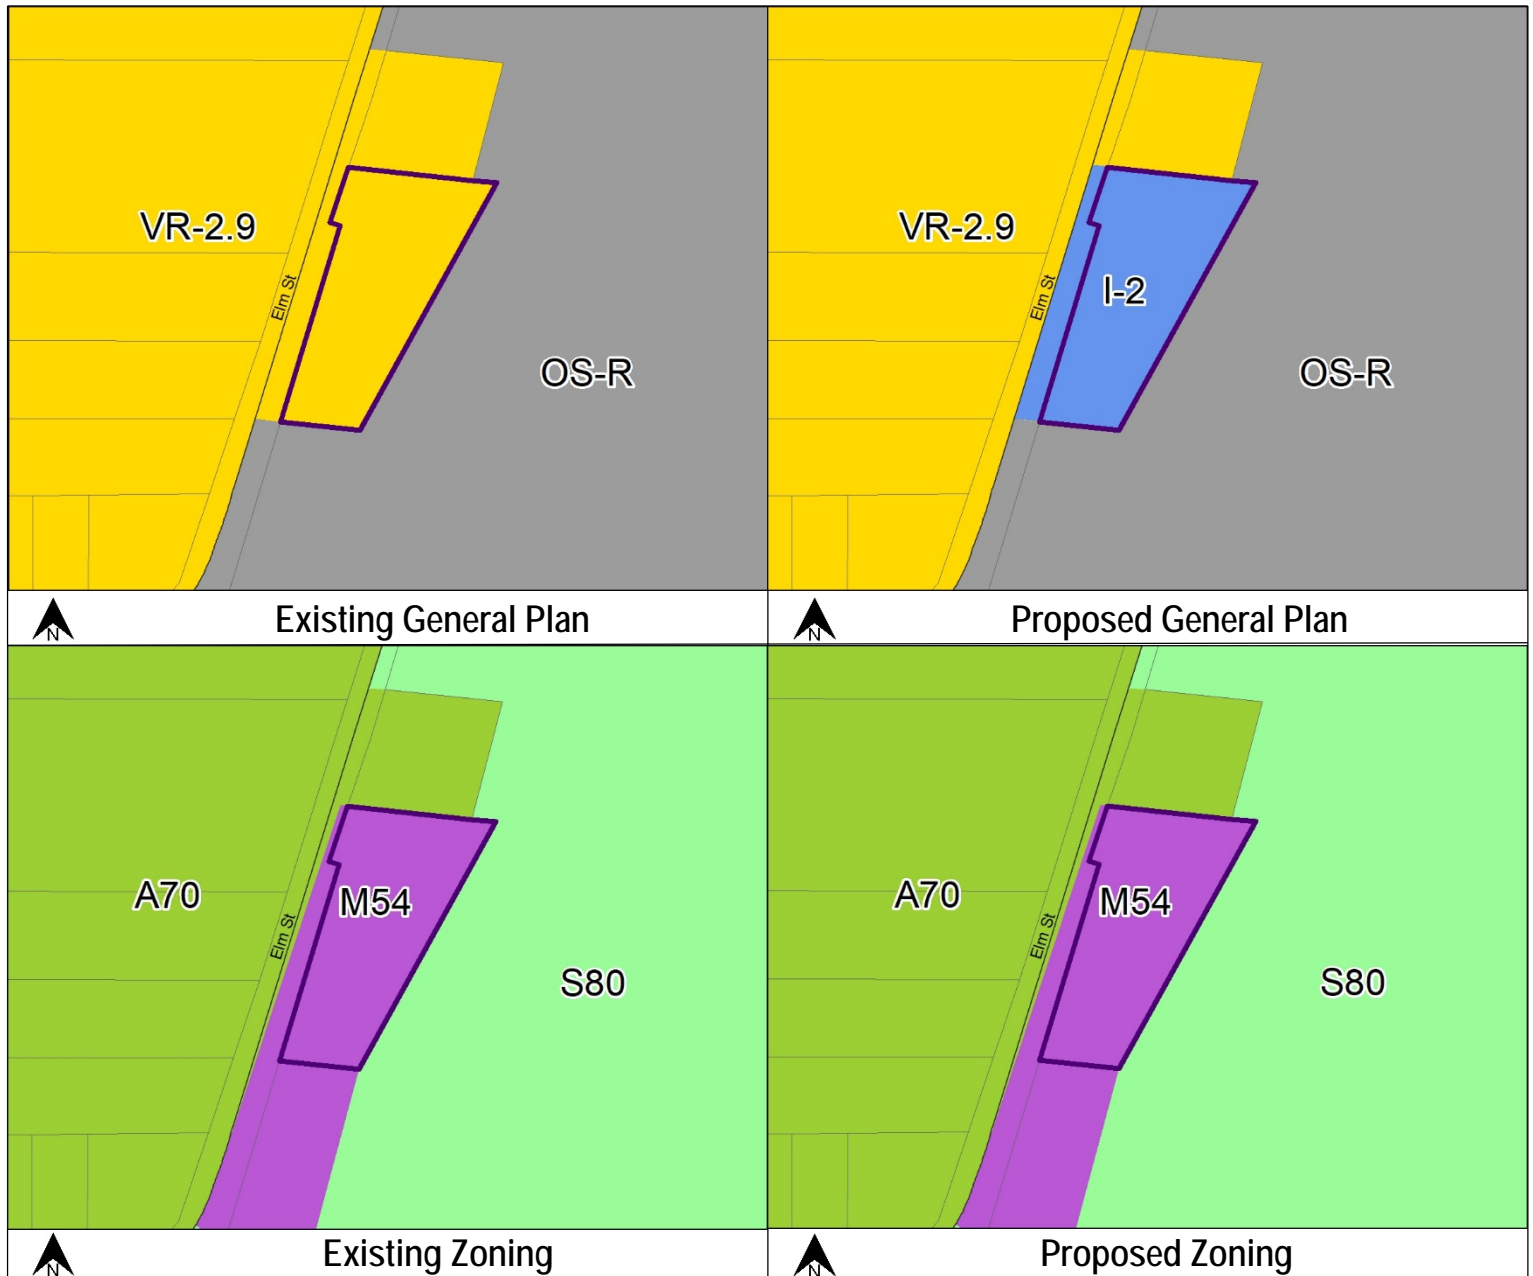 VR-2.9
Elm St
OS-R
N
Existing General Plan
VR-2.9
Elm St
I-2
OS-R
N
Proposed General Plan
A70
Elm St
M54
S80
N
Existing Zoning
A70
Elm St
M54
S80
N
Proposed Zoning